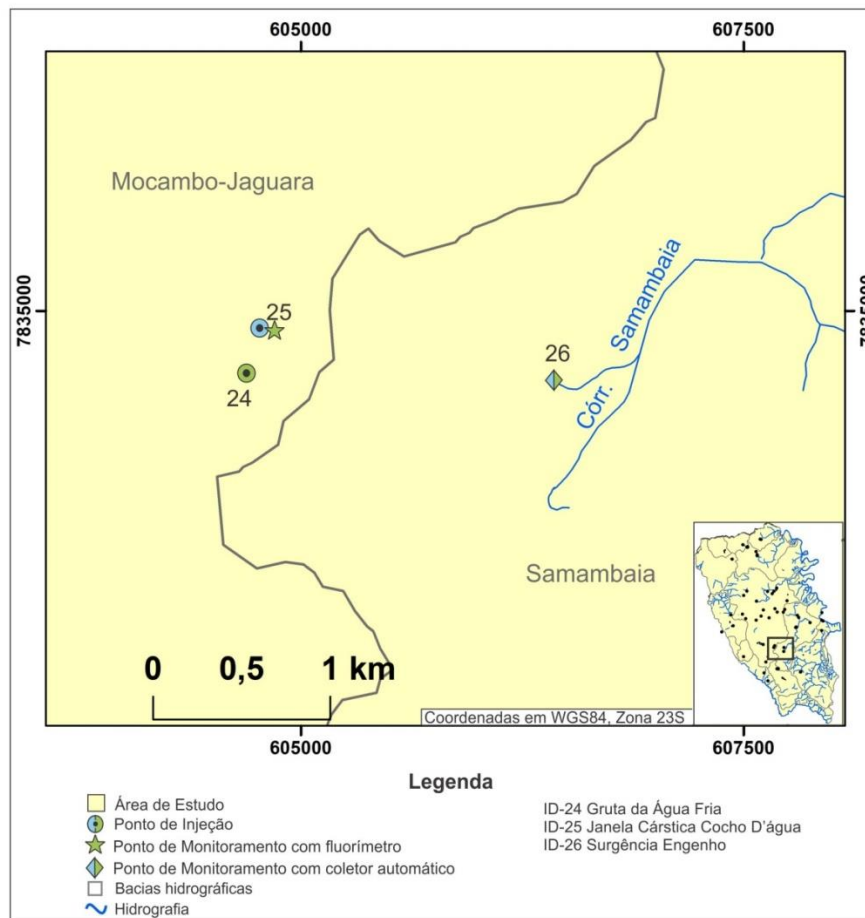 605000
607500
Mocambo-Jaguara
7835000
7835000
25
24
26
Córr. Samambaia
Samambaia
0
0,5
1 km
Coordenadas em WGS84, Zona 23S
605000
607500
Legenda
Área de Estudo
Ponto de Injeção
Ponto de Monitoramento com fluorímetro
Ponto de Monitoramento com coletor automático
Bacias hidrográficas
Hidrografia
ID-24 Gruta da Água Fria
ID-25 Janela Cárstica Cocho D'água
ID-26 Surgência Engenho